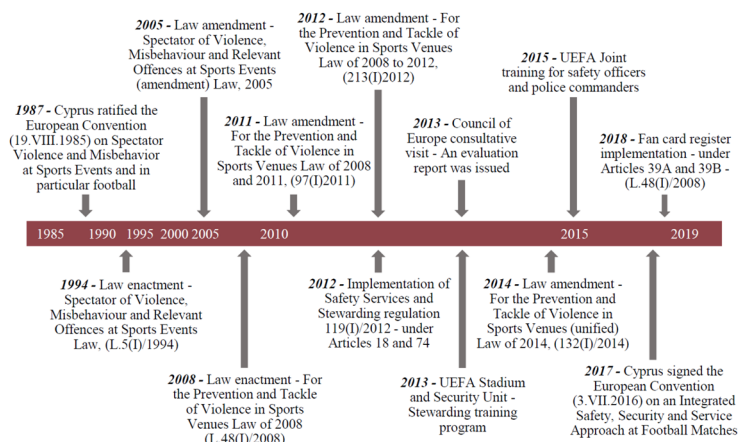 2012 - Law amendment - For
the Prevention and Tackle of
Violence in Sports Venues
Law of 2008 to 2012,
(213(I)2012)
2005 - Law amendment -
Spectator of Violence,
Misbehaviour and Relevant
Offences at Sports Events
(amendment) Law, 2005
2015 - UEFA Joint
training for safety officers
and police commanders
1987 - Cyprus ratified the
European Convention
(19.VIII.1985) on Spectator
Violence and Misbehavior
at Sports Events and in
particular football
2011 - Law amendment -
For the Prevention and
Tackle of Violence in
Sports Venues Law of 2008
and 2011, (97(I)2011)
2013 - Council of
Europe consultative
visit - An evaluation
report was issued
2018 - Fan card register
implementation - under
Articles 39A and 39B -
(L.48(I)/2008)
1985 1990 1995 2000 2005 2010 2015 2019
1994 - Law enactment -
Spectator of Violence,
Misbehaviour and Relevant
Offences at Sports Events
Law, (L.5(I)/1994)
2012 - Implementation of
Safety Services and
Stewarding regulation
119(I)/2012 - under
Articles 18 and 74
2014 - Law amendment -
For the Prevention and
Tackle of Violence in
Sports Venues (unified)
Law of 2014, (132(I)/2014)
2008 - Law enactment - For
the Prevention and Tackle
of Violence in Sports
Venues Law of 2008
(L.48(I)/2008)
2013 - UEFA Stadium
and Security Unit -
Stewarding training
program
2017 - Cyprus signed the
European Convention
(3.VII.2016) on an Integrated
Safety, Security and Service
Approach at Football Matches